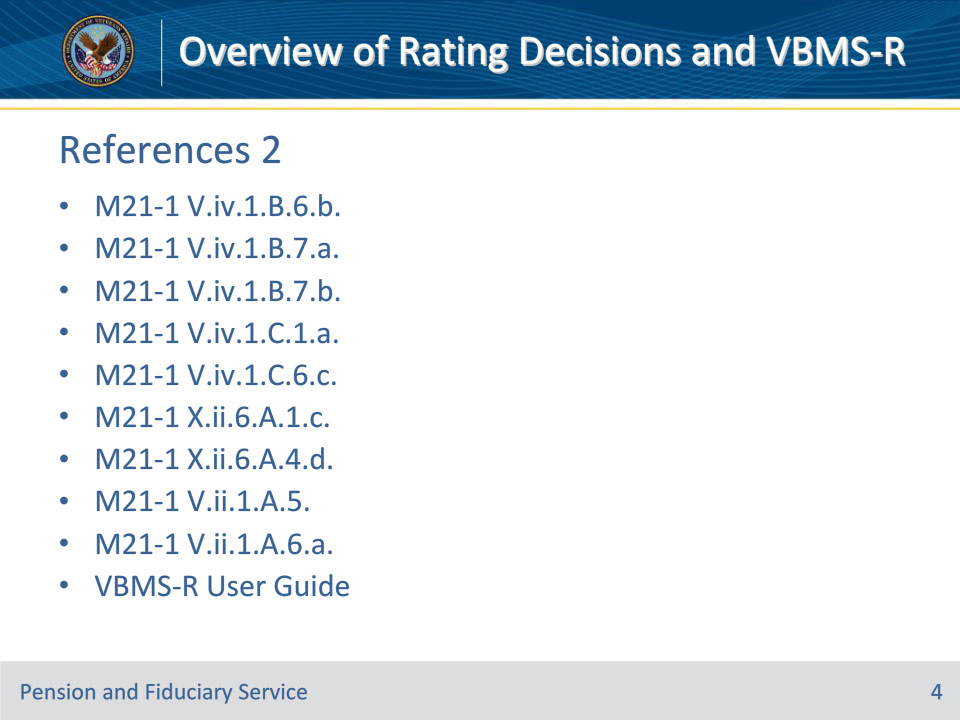 Overview of Rating Decisions and VBMS-R
References 2
• M21-1 V.iv.1.B.6.b.
• M21-1 V.iv.1.B.7.a.
• M21-1 V.iv.1.B.7.b.
• M21-1 V.iv.1.C.1.a.
• M21-1 V.iv.1.C.6.c.
• M21-1 X.ii.6.A.1.c.
• M21-1 X.ii.6.A.4.d.
• M21-1 V.ii.1.A.5.
• M21-1 V.ii.1.A.6.a.
• VBMS-R User Guide
Pension and Fiduciary Service 4